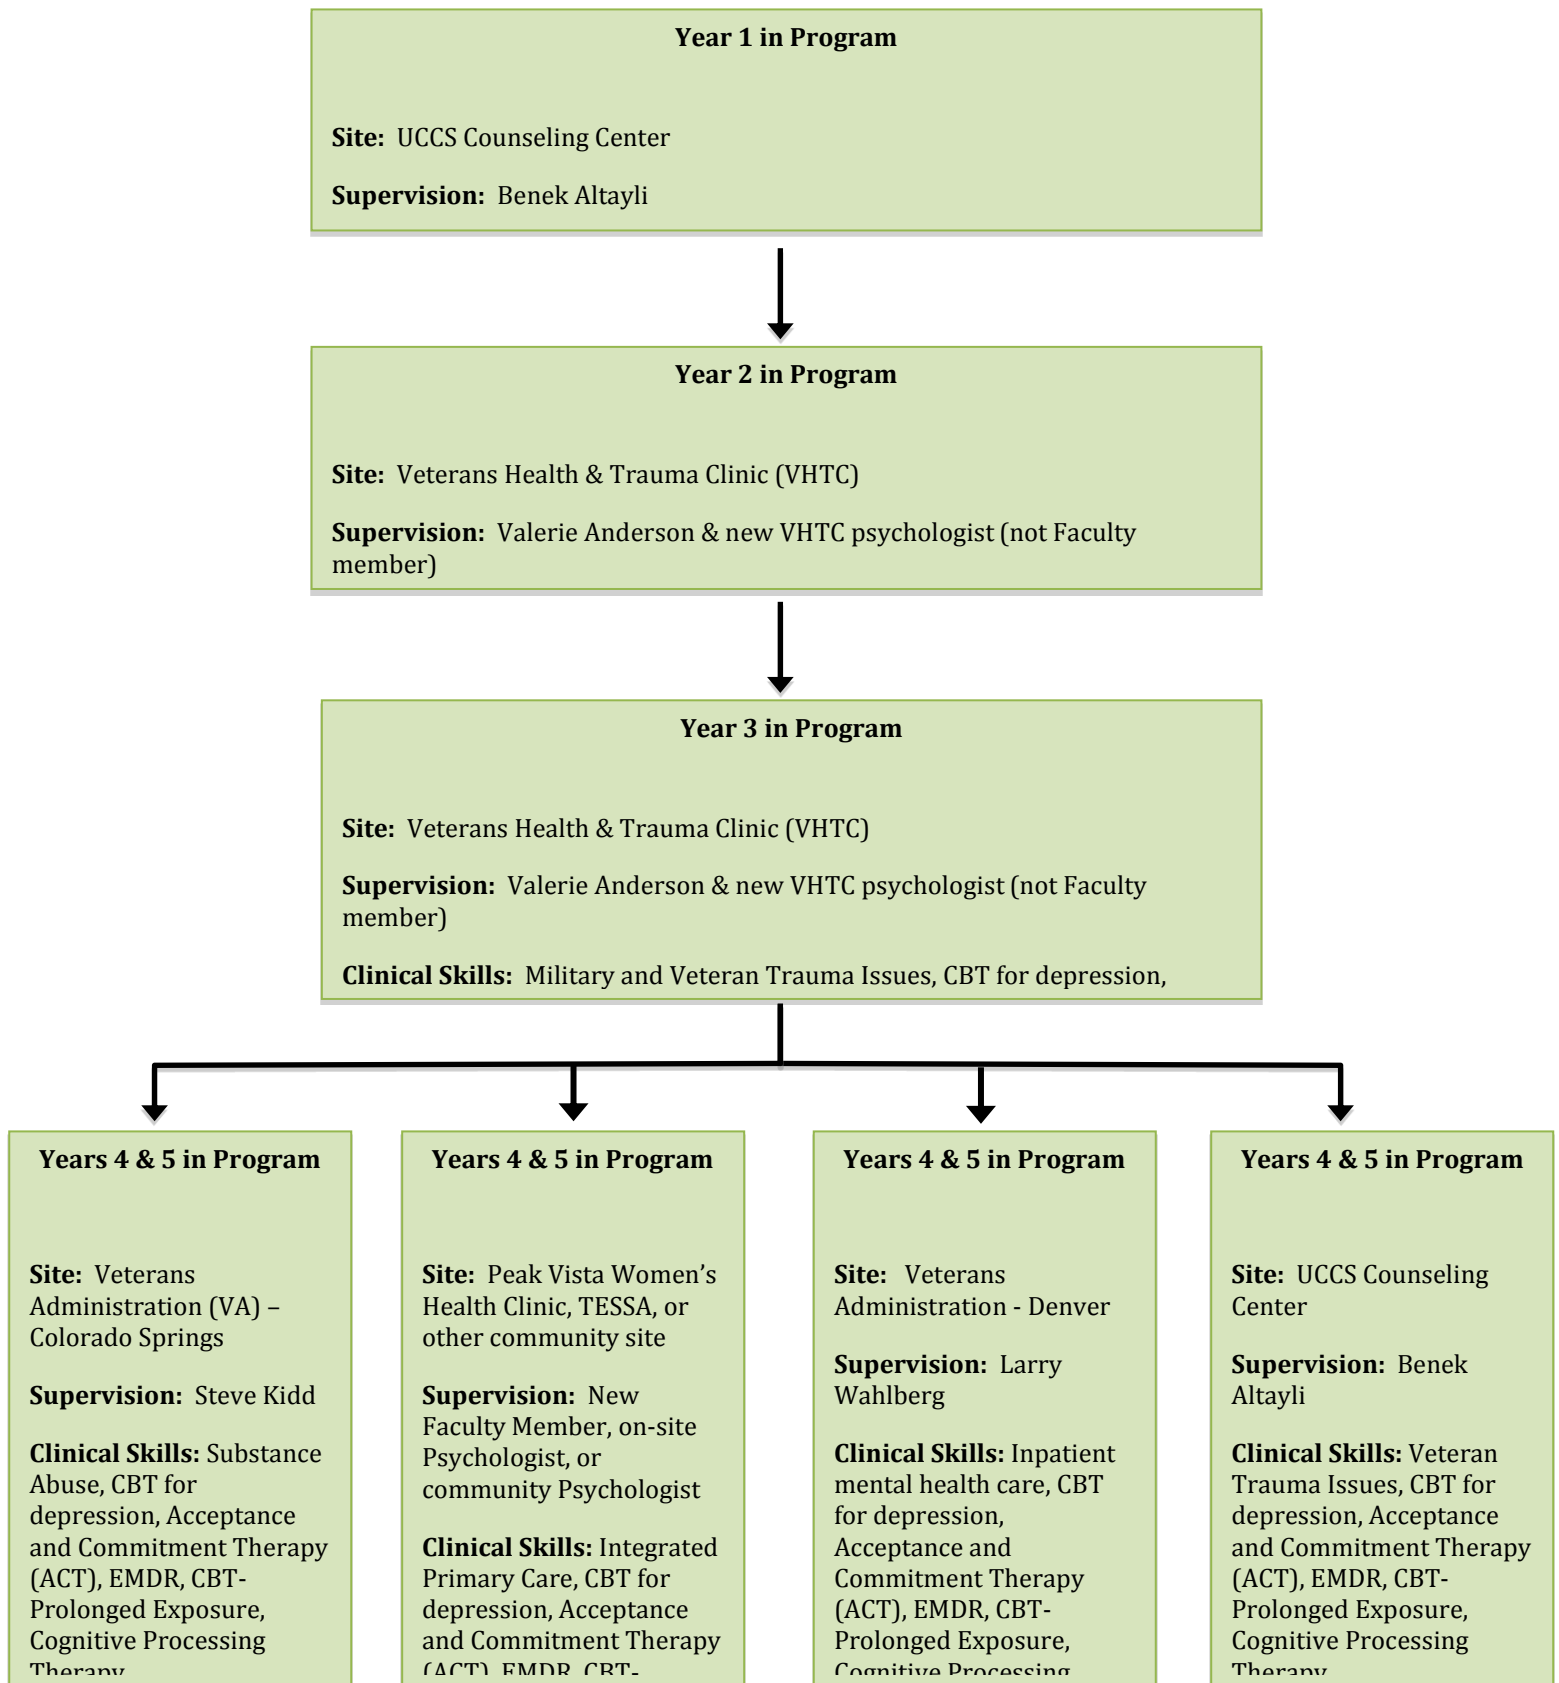 Year 1 in Program
Site: UCCS Counseling Center
Supervision: Benek Altayli
Year 2 in Program
Site: Veterans Health & Trauma Clinic (VHTC)
Supervision: Valerie Anderson & new VHTC psychologist (not Faculty
member)
Year 3 in Program
Site: Veterans Health & Trauma Clinic (VHTC)
Supervision: Valerie Anderson & new VHTC psychologist (not Faculty
member)
Clinical Skills: Military and Veteran Trauma Issues, CBT for depression,
Years 4 & 5 in Program
Site: Veterans
Administration (VA) –
Colorado Springs
Supervision: Steve Kidd
Clinical Skills: Substance
Abuse, CBT for
depression, Acceptance
and Commitment Therapy
(ACT), EMDR, CBT-
Prolonged Exposure,
Cognitive Processing
Therapy
Years 4 & 5 in Program
Site: Peak Vista Women’s
Health Clinic, TESSA, or
other community site
Supervision: New
Faculty Member, on-site
Psychologist, or
community Psychologist
Clinical Skills: Integrated
Primary Care, CBT for
depression, Acceptance
and Commitment Therapy
(ACT), EMDR, CBT-
Years 4 & 5 in Program
Site: Veterans
Administration - Denver
Supervision: Larry
Wahlberg
Clinical Skills: Inpatient
mental health care, CBT
for depression,
Acceptance and
Commitment Therapy
(ACT), EMDR, CBT-
Prolonged Exposure,
Cognitive Processing
Years 4 & 5 in Program
Site: UCCS Counseling
Center
Supervision: Benek
Altayli
Clinical Skills: Veteran
Trauma Issues, CBT for
depression, Acceptance
and Commitment Therapy
(ACT), EMDR, CBT-
Prolonged Exposure,
Cognitive Processing
Therapy